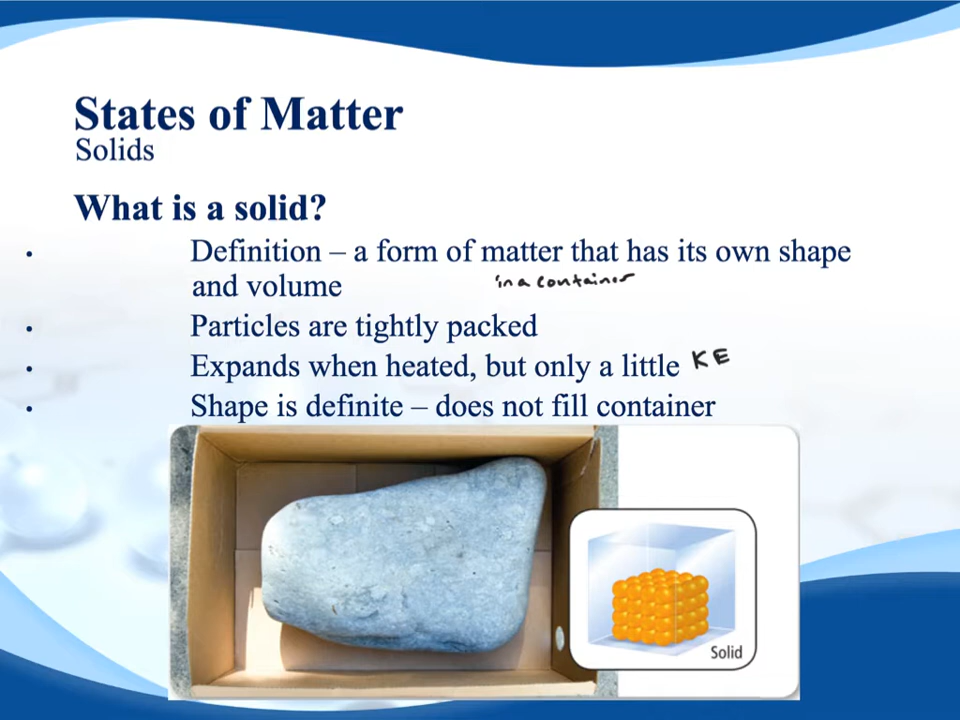 States of Matter
Solids
What is a solid?
• Definition – a form of matter that has its own shape
and volume in a container
• Particles are tightly packed
• Expands when heated, but only a little KE
• Shape is definite – does not fill container
Solid